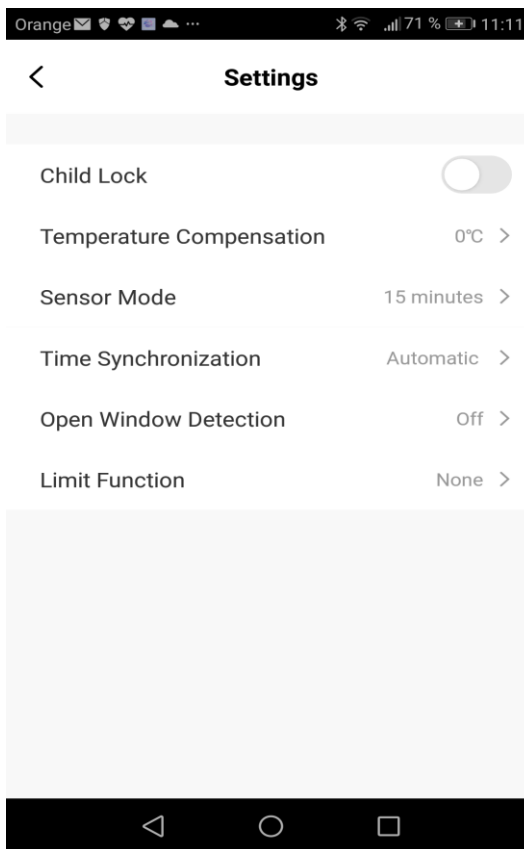 Orange ... 71 % 11:11
Settings
Child Lock
Temperature Compensation 0°C >
Sensor Mode 15 minutes >
Time Synchronization Automatic >
Open Window Detection Off >
Limit Function None >